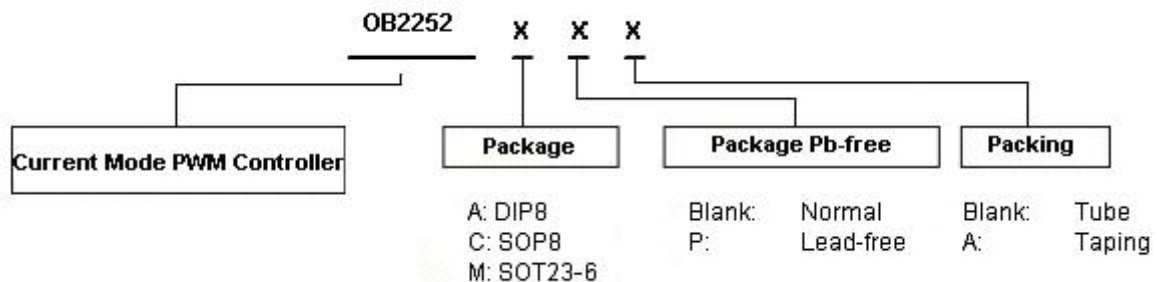 OB2252 X X X
Current Mode PWM Controller
Package
Package Pb-free
Packing
A: DIP8
C: SOP8
M: SOT23-6
Blank: Normal
P: Lead-free
Blank: Tube
A: Taping